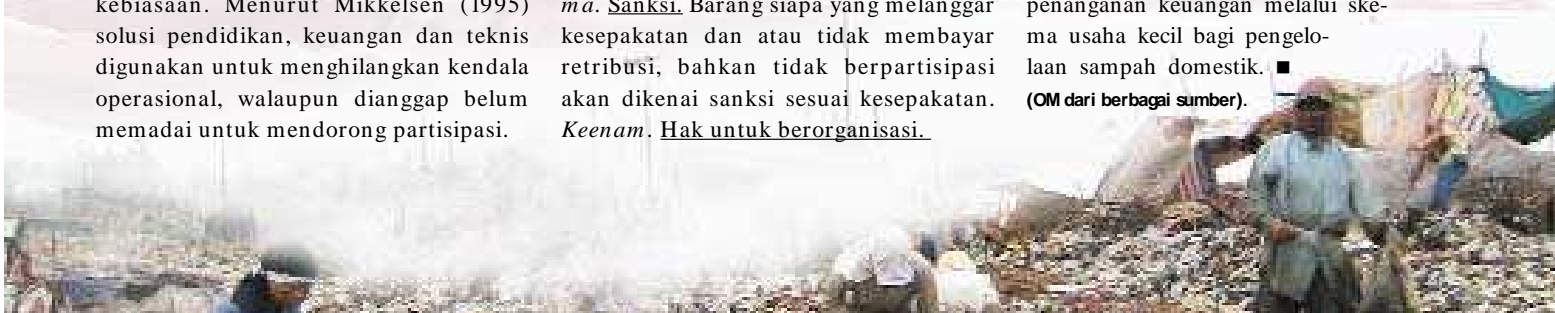 kebiasaan. Menurut Mikkelsen (1995)
solusi pendidikan, keuangan dan teknis
digunakan untuk menghilangkan kendala
operasional, walaupun dianggap belum
memadai untuk mendorong partisipasi.
ma. Sanksi. Barang siapa yang melanggar
kesepakatan dan atau tidak membayar
retribusi, bahkan tidak berpartisipasi
akan dikenai sanksi sesuai kesepakatan.
Keenam. Hak untuk berorganisasi.
penanganan keuangan melalui ske-
ma usaha kecil bagi pengelo-
laan sampah domestik. ■
(OM dari berbagai sumber).